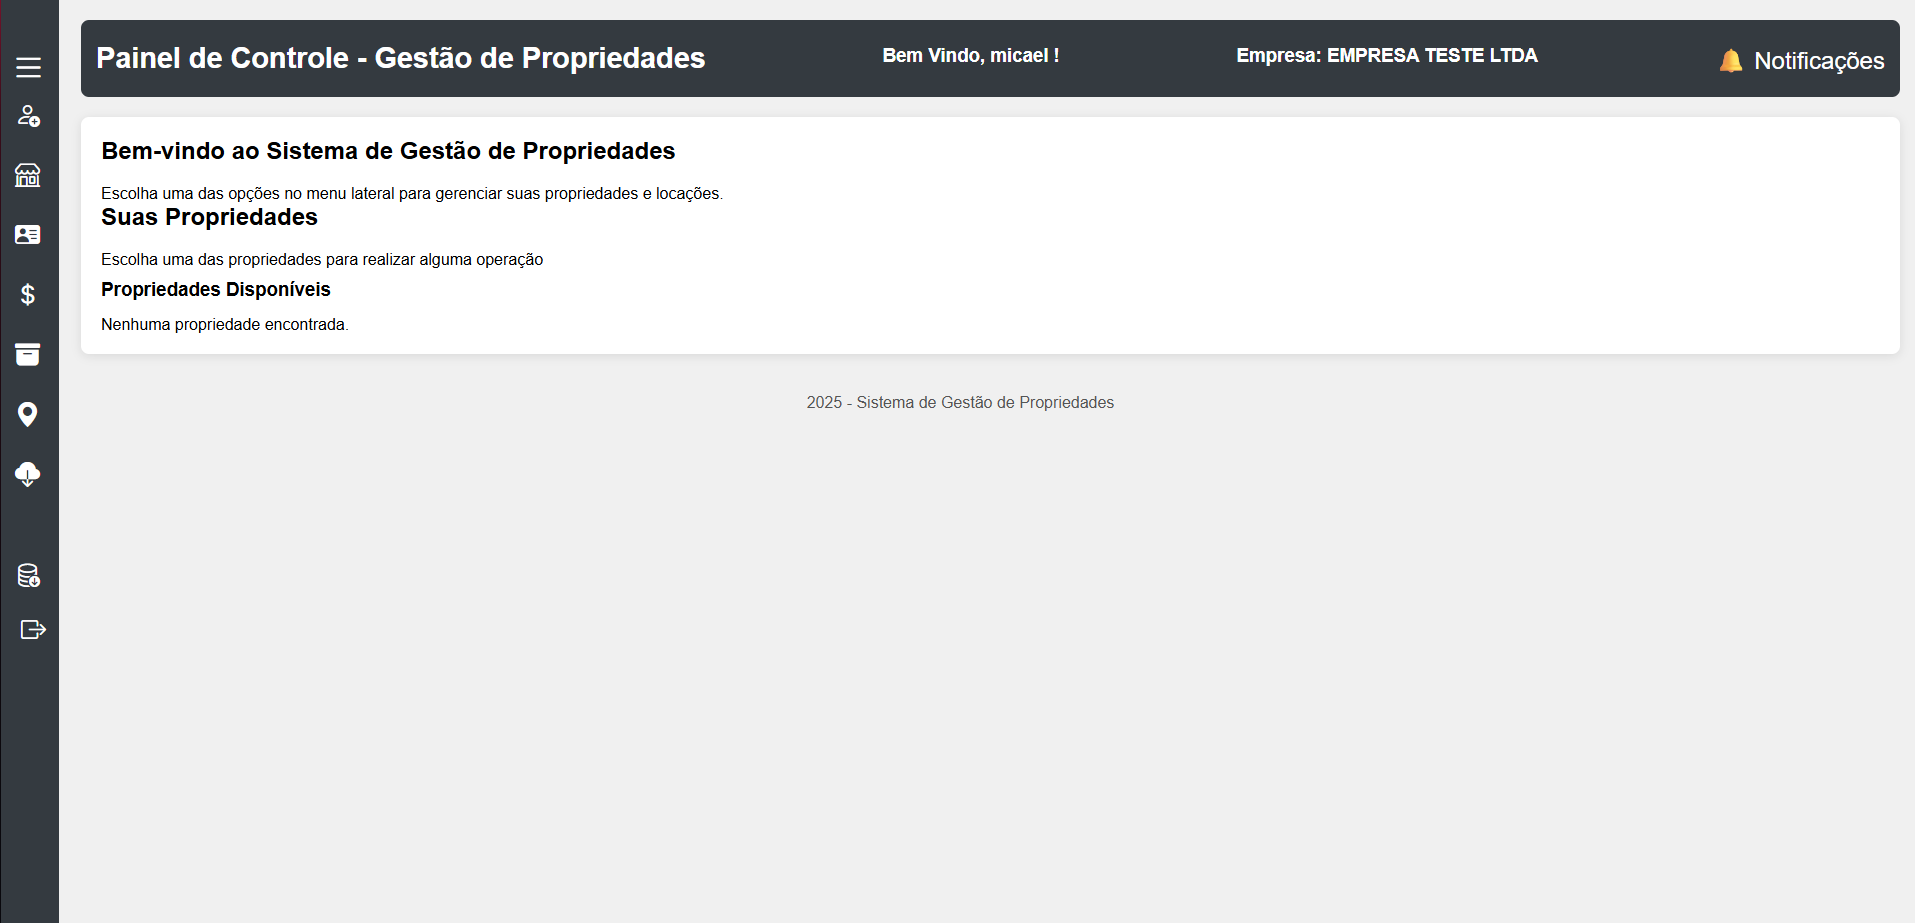 Painel de Controle - Gestão de Propriedades
Bem Vindo, micael !
Empresa: EMPRESA TESTE LTDA
Notificações
Bem-vindo ao Sistema de Gestão de Propriedades
Escolha uma das opções no menu lateral para gerenciar suas propriedades e locações.
Suas Propriedades
Escolha uma das propriedades para realizar alguma operação
Propriedades Disponíveis
Nenhuma propriedade encontrada.
2025 - Sistema de Gestão de Propriedades